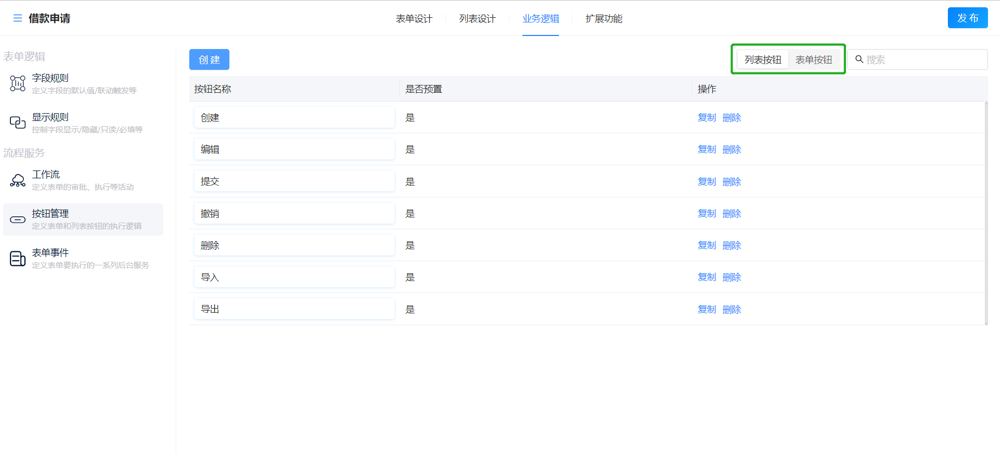 借款申请
表单设计
列表设计
业务逻辑
扩展功能
发布
表单逻辑
字段规则
定义字段的默认值/联动触发等
显示规则
控制字段显示/隐藏/只读/必填等
流程服务
工作流
定义表单的审批、执行等活动
按钮管理
定义表单和列表按钮的执行逻辑
表单事件
定义表单要执行的一系列后台服务
创建
列表按钮
表单按钮
搜索
按钮名称 是否预置 操作
创建 是 复制 删除
编辑 是 复制 删除
提交 是 复制 删除
撤销 是 复制 删除
删除 是 复制 删除
导入 是 复制 删除
导出 是 复制 删除